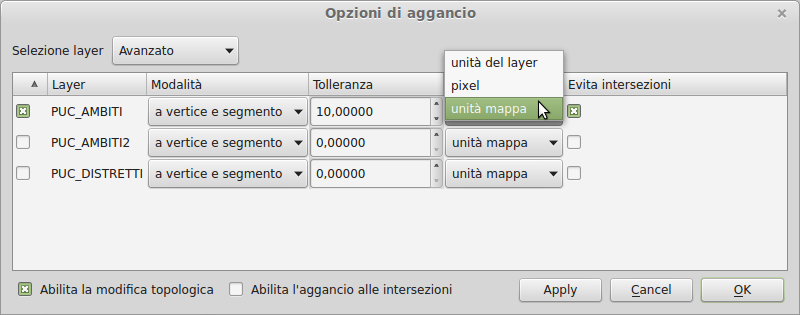 Opzioni di aggancio
Selezione layer Avanzato
Layer Modalità Tolleranza Evita intersezioni
unità del layer
pixel
unità mappa
PUC_AMBITI a vertice e segmento 10,00000
PUC_AMBITI2 a vertice e segmento 0,00000 unità mappa
PUC_DISTRETTI a vertice e segmento 0,00000 unità mappa
Abilita la modifica topologica Abilita l'aggancio alle intersezioni Apply Cancel OK